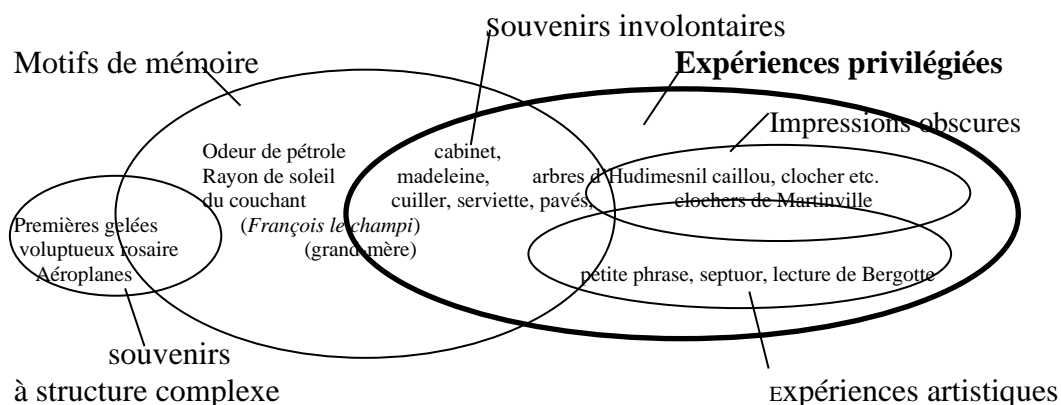 Souvenirs involontaires
Motifs de mémoire
Expériences privilégiées
Impressions obscures
Odeur de pétrole
Rayon de soleil
du couchant
(François le champi)
(grand-mère)
cabinet,
madeleine,
cuiller, serviette, pavés,
arbres d'Hudimesnil caillou, clocher etc.
clochers de Martinville
Premières gelées
voluptueux rosaire
Aéroplanes
petite phrase, septuor, lecture de Bergotte
souvenirs
à structure complexe
Expériences artistiques